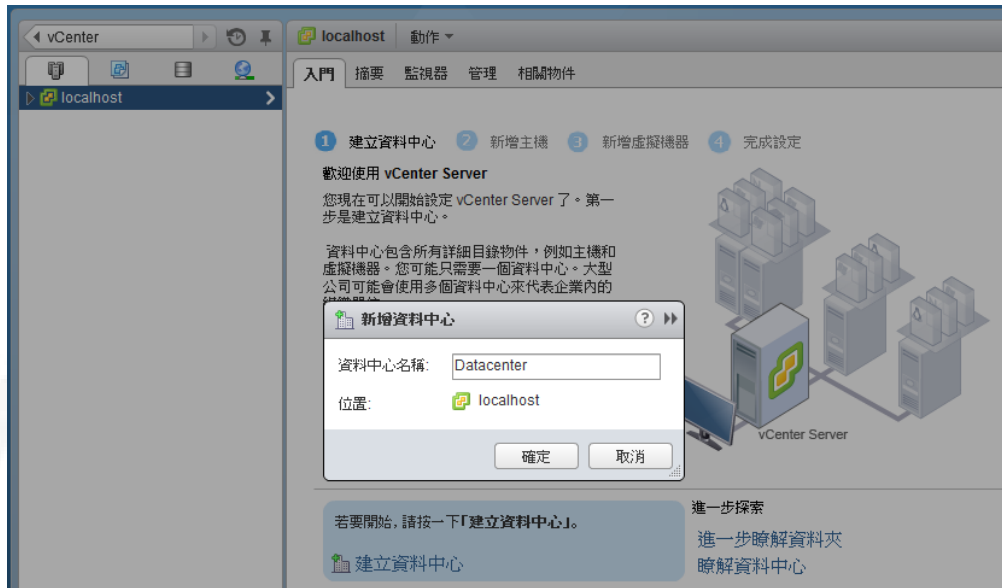 vCenter
localhost
動作
localhost
入門 摘要 監視器 管理 相關物件
1 建立資料中心 2 新增主機 3 新增虛擬機器 4 完成設定
歡迎使用 vCenter Server
您現在可以開始設定 vCenter Server 了。第一
步是建立資料中心。
資料中心包含所有詳細目錄物件，例如主機和
虛擬機器。您可能只需要一個資料中心。大型
公司可能會使用多個資料中心來代表企業內的
新增資料中心
資料中心名稱: Datacenter
位置: localhost
確定 取消
vCenter Server
若要開始, 請按一下「建立資料中心」。
建立資料中心
進一步探索
進一步瞭解資料夾
瞭解資料中心